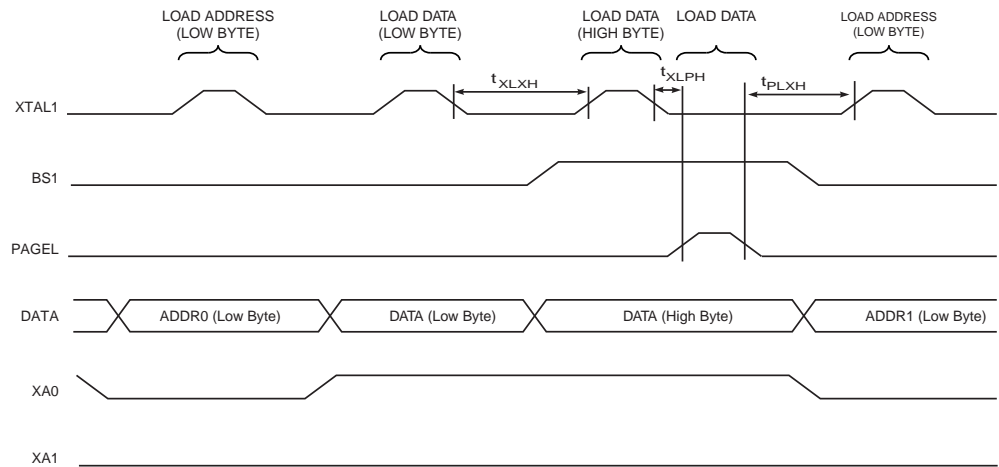 LOAD ADDRESS
(LOW BYTE)
LOAD DATA
(LOW BYTE)
LOAD DATA
(HIGH BYTE)
LOAD DATA
LOAD ADDRESS
(LOW BYTE)
tXLXH
tXLPH
tPLXH
XTAL1
BS1
PAGEL
DATA
ADDR0 (Low Byte)
DATA (Low Byte)
DATA (High Byte)
ADDR1 (Low Byte)
XA0
XA1